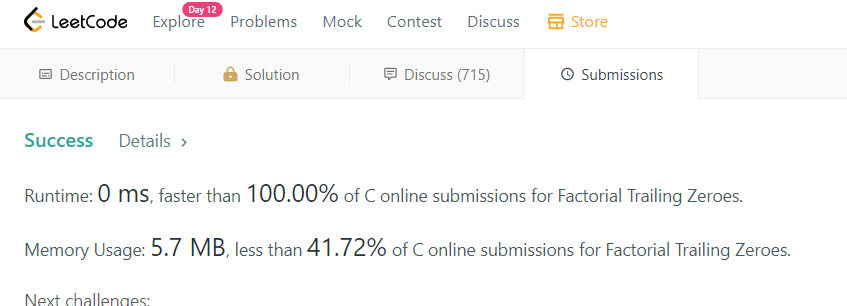 Day 12
LeetCode Explore Problems Mock Contest Discuss Store
Description Solution Discuss (715) Submissions
Success Details >
Runtime: 0 ms, faster than 100.00% of C online submissions for Factorial Trailing Zeroes.
Memory Usage: 5.7 MB, less than 41.72% of C online submissions for Factorial Trailing Zeroes.
Next challenges: